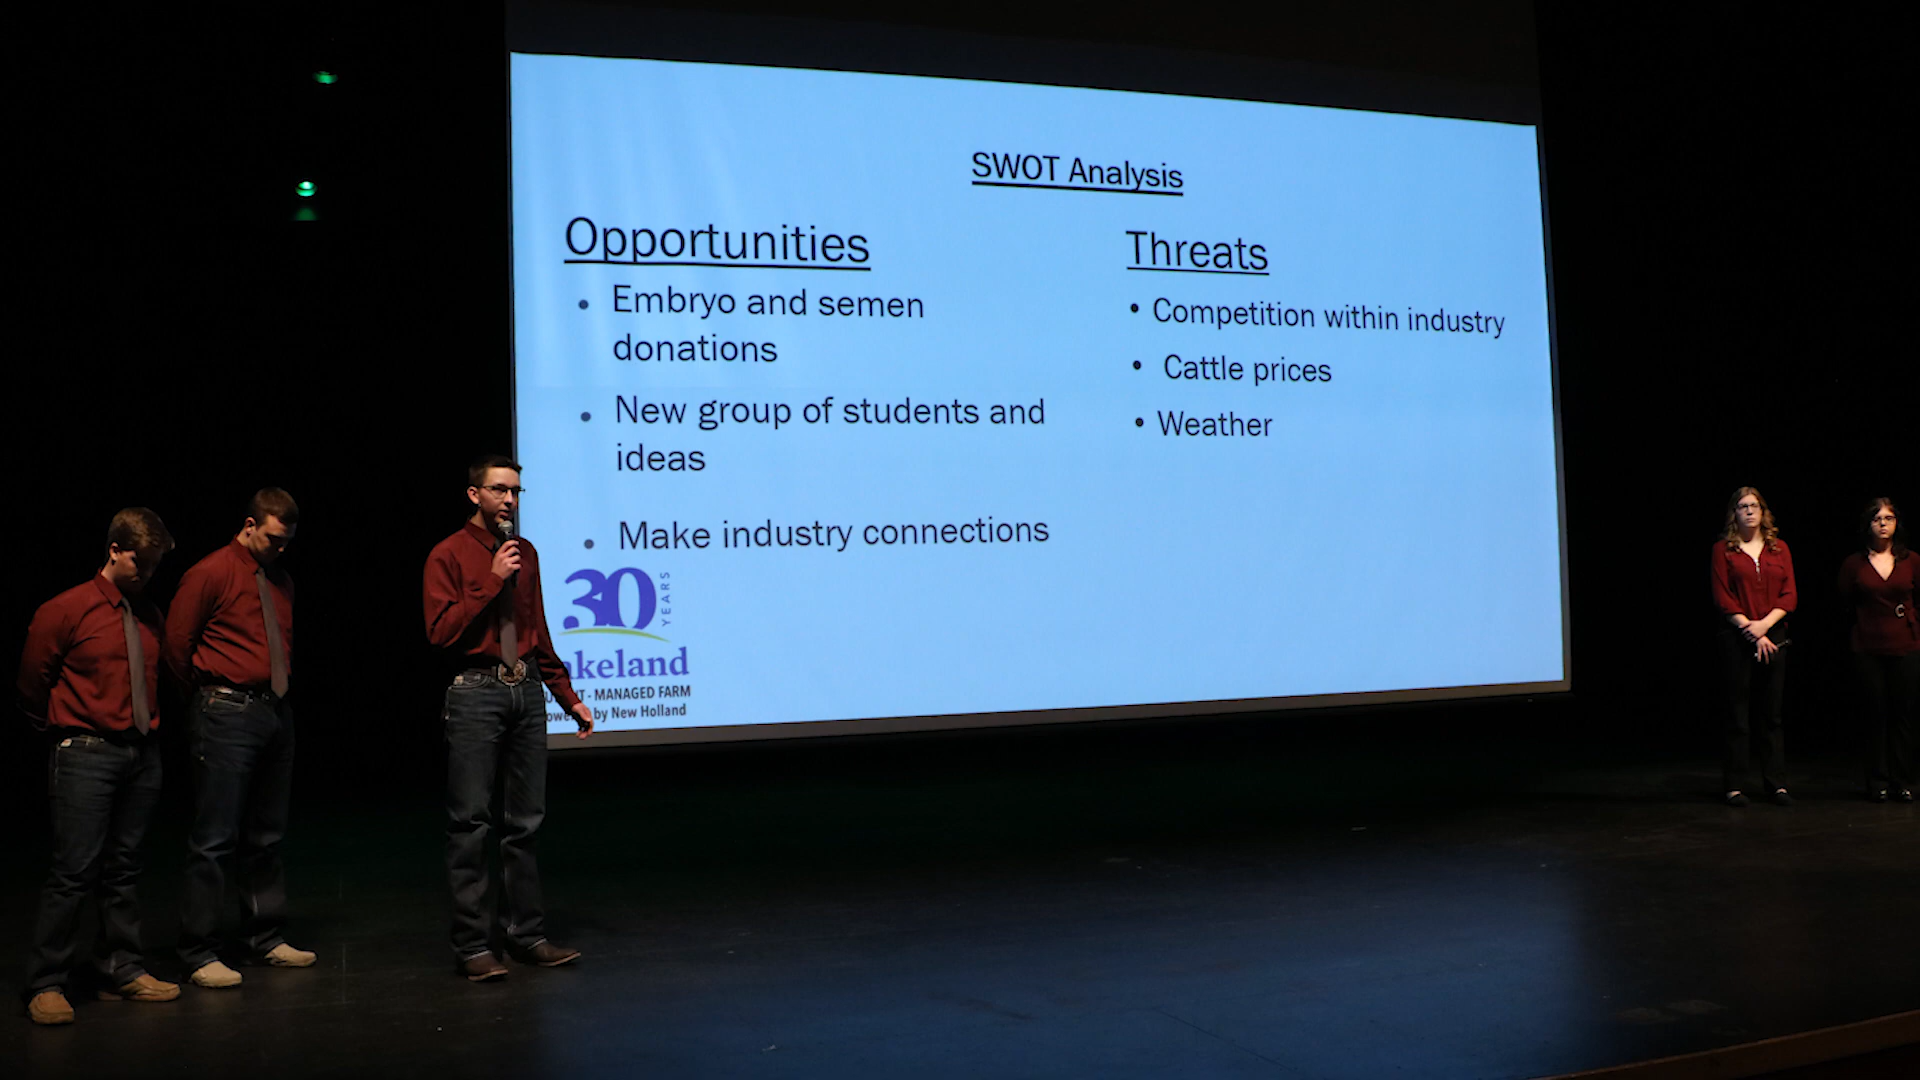 SWOT Analysis
Opportunities
• Embryo and semen
donations
• New group of students and
ideas
• Make industry connections
Threats
• Competition within industry
• Cattle prices
• Weather
30 YEARS
akeland
- MANAGED FARM
by New Holland